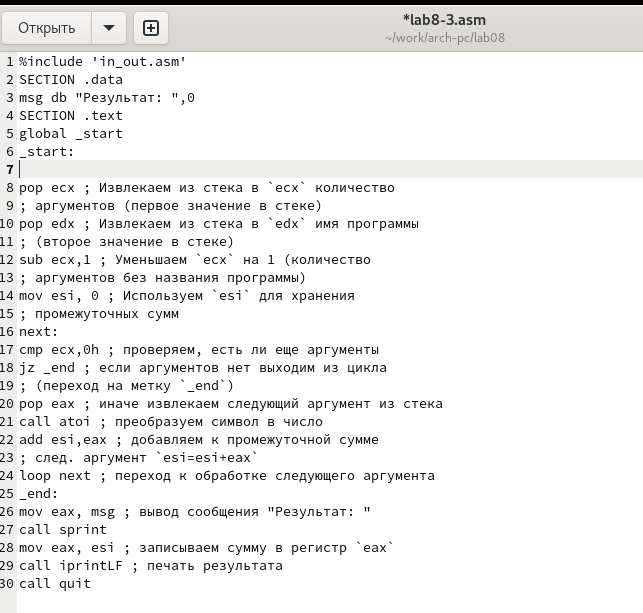 Открыть
*lab8-3.asm
~/work/arch-pc/lab08
1 %include 'in_out.asm'
2 SECTION .data
3 msg db "Результат: ",0
4 SECTION .text
5 global _start
6 _start:
7
8 pop ecx ; Извлекаем из стека в `ecx` количество
9 ; аргументов (первое значение в стеке)
10 pop edx ; Извлекаем из стека в `edx` имя программы
11 ; (второе значение в стеке)
12 sub ecx,1 ; Уменьшаем `ecx` на 1 (количество
13 ; аргументов без названия программы)
14 mov esi, 0 ; Используем `esi` для хранения
15 ; промежуточных сумм
16 next:
17 cmp ecx,0h ; проверяем, есть ли еще аргументы
18 jz _end ; если аргументов нет выходим из цикла
19 ; (переход на метку `_end`)
20 pop eax ; иначе извлекаем следующий аргумент из стека
21 call atoi ; преобразуем символ в число
22 add esi,eax ; добавляем к промежуточной сумме
23 ; след. аргумент `esi=esi+eax`
24 loop next ; переход к обработке следующего аргумента
25 _end:
26 mov eax, msg ; вывод сообщения "Результат: "
27 call sprint
28 mov eax, esi ; записываем сумму в регистр `eax`
29 call iprintLF ; печать результата
30 call quit